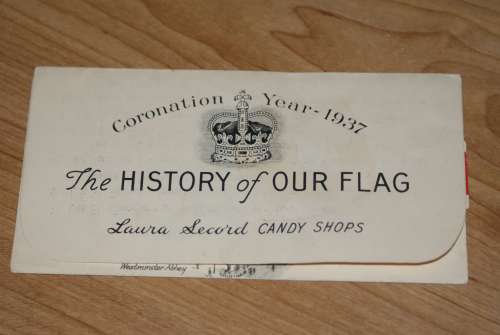 Coronation Year-1937
The HISTORY of OUR FLAG
Laura Secord CANDY SHOPS
Westminster Abbey